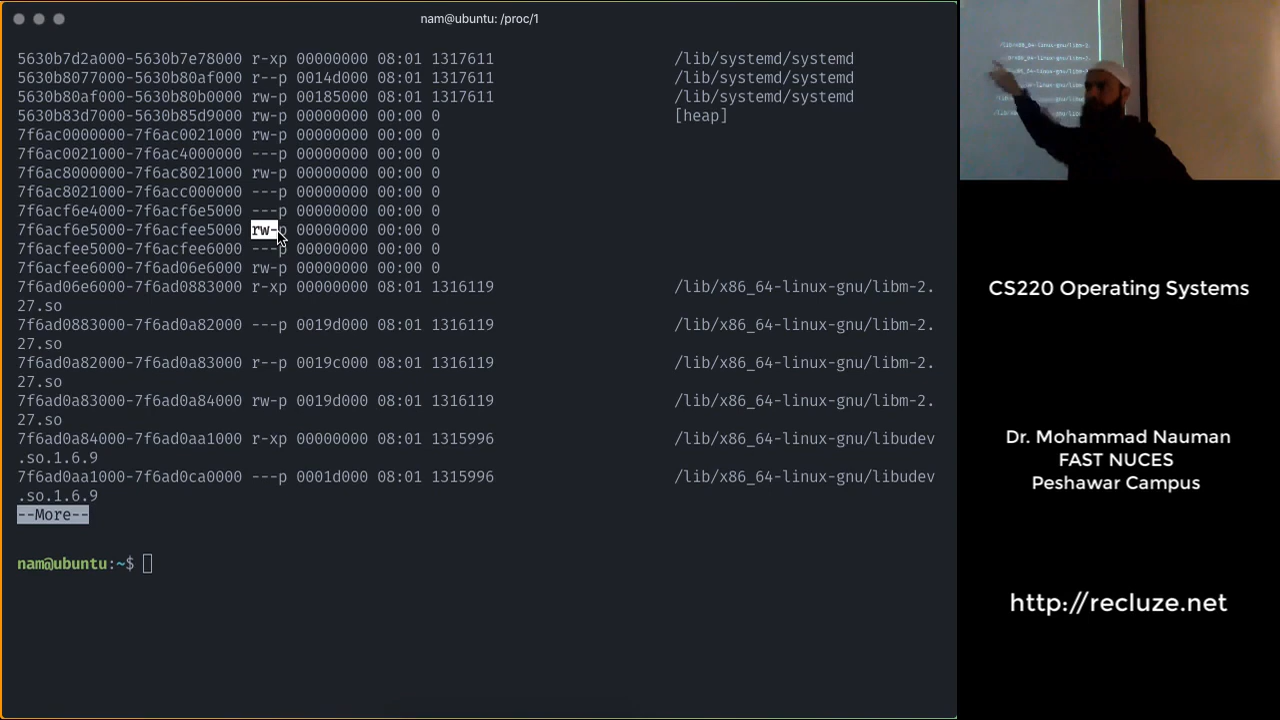 nam@ubuntu: /proc/1
5630b7d2a000-5630b7e78000 r-xp 00000000 08:01 1317611 /lib/systemd/systemd
5630b8077000-5630b80af000 r--p 0014d000 08:01 1317611 /lib/systemd/systemd
5630b80af000-5630b80b0000 rw-p 00185000 08:01 1317611 /lib/systemd/systemd
5630b83d7000-5630b85d9000 rw-p 00000000 00:00 0 [heap]
7f6ac0000000-7f6ac0021000 rw-p 00000000 00:00 0
7f6ac0021000-7f6ac4000000 ---p 00000000 00:00 0
7f6ac8000000-7f6ac8021000 rw-p 00000000 00:00 0
7f6ac8021000-7f6acc000000 ---p 00000000 00:00 0
7f6acf6e4000-7f6acf6e5000 ---p 00000000 00:00 0
7f6acf6e5000-7f6acfee5000 rw-p 00000000 00:00 0
7f6acfee5000-7f6acfee6000 ---p 00000000 00:00 0
7f6acfee6000-7f6ad06e6000 rw-p 00000000 00:00 0
7f6ad06e6000-7f6ad0883000 r-xp 00000000 08:01 1316119 /lib/x86_64-linux-gnu/libm-2.
27.so
7f6ad0883000-7f6ad0a82000 ---p 0019d000 08:01 1316119 /lib/x86_64-linux-gnu/libm-2.
27.so
7f6ad0a82000-7f6ad0a83000 r--p 0019c000 08:01 1316119 /lib/x86_64-linux-gnu/libm-2.
27.so
7f6ad0a83000-7f6ad0a84000 rw-p 0019d000 08:01 1316119 /lib/x86_64-linux-gnu/libm-2.
27.so
7f6ad0a84000-7f6ad0aa1000 r-xp 00000000 08:01 1315996 /lib/x86_64-linux-gnu/libudev
.so.1.6.9
7f6ad0aa1000-7f6ad0ca0000 ---p 0001d000 08:01 1315996 /lib/x86_64-linux-gnu/libudev
.so.1.6.9
--More--
nam@ubuntu:~$
/lib/x86_64-linux-gnu/libm-2.
CS220 Operating Systems
Dr. Mohammad Nauman
FAST NUCES
Peshawar Campus
http://recluze.net